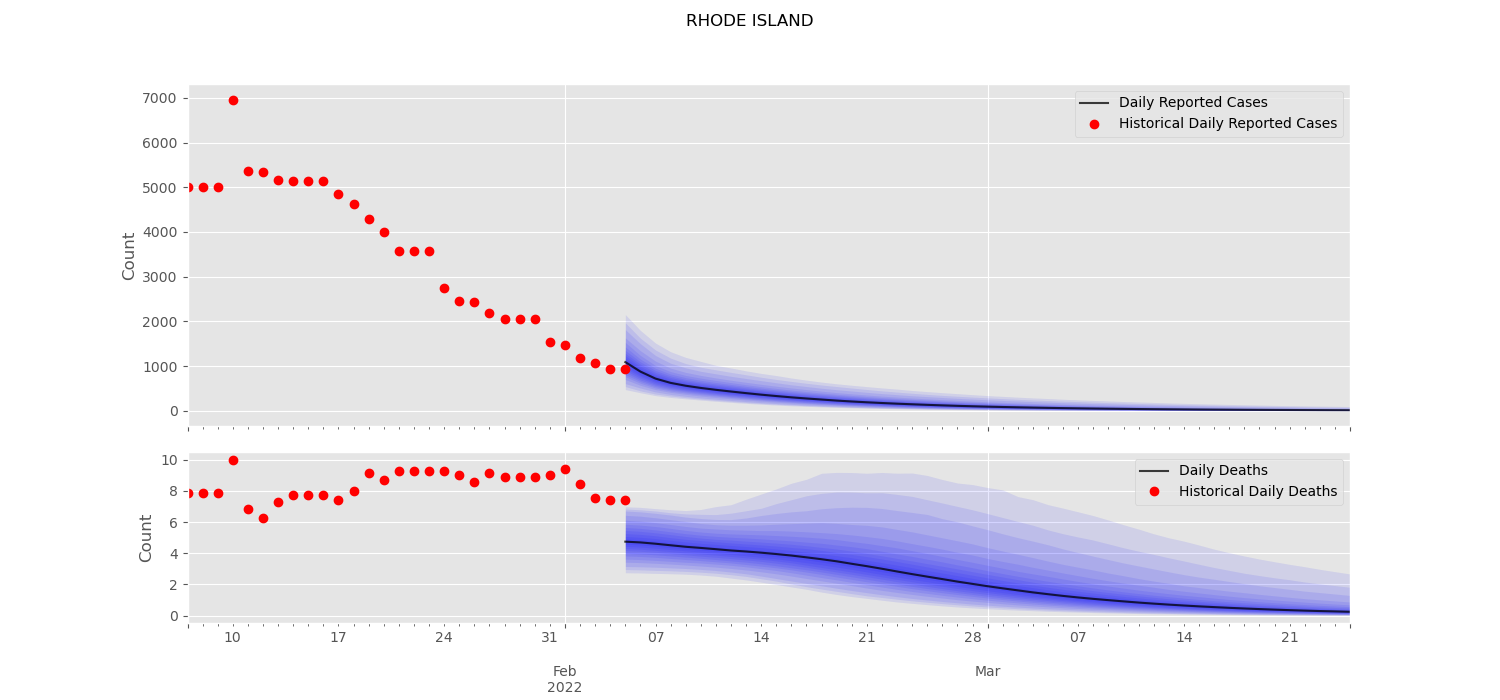 RHODE ISLAND
7000
6000
5000
4000
3000
2000
1000
0
Count
Daily Reported Cases
Historical Daily Reported Cases
10
8
6
4
2
0
Count
Daily Deaths
Historical Daily Deaths
10 17 24 31 07 14 21 28 07 14 21
Feb Mar
2022